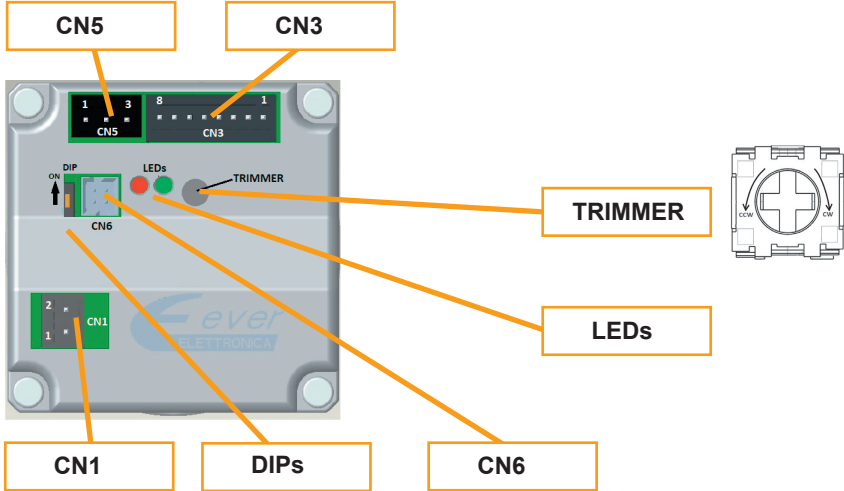 CN5
CN3
1 3
CN5
8 1
CN3
DIP
ON
LEDs
TRIMMER
CN6
TRIMMER
CCW
CW
2
1
CN1
ever
ELETTRONICA
LEDs
CN1
DIPs
CN6